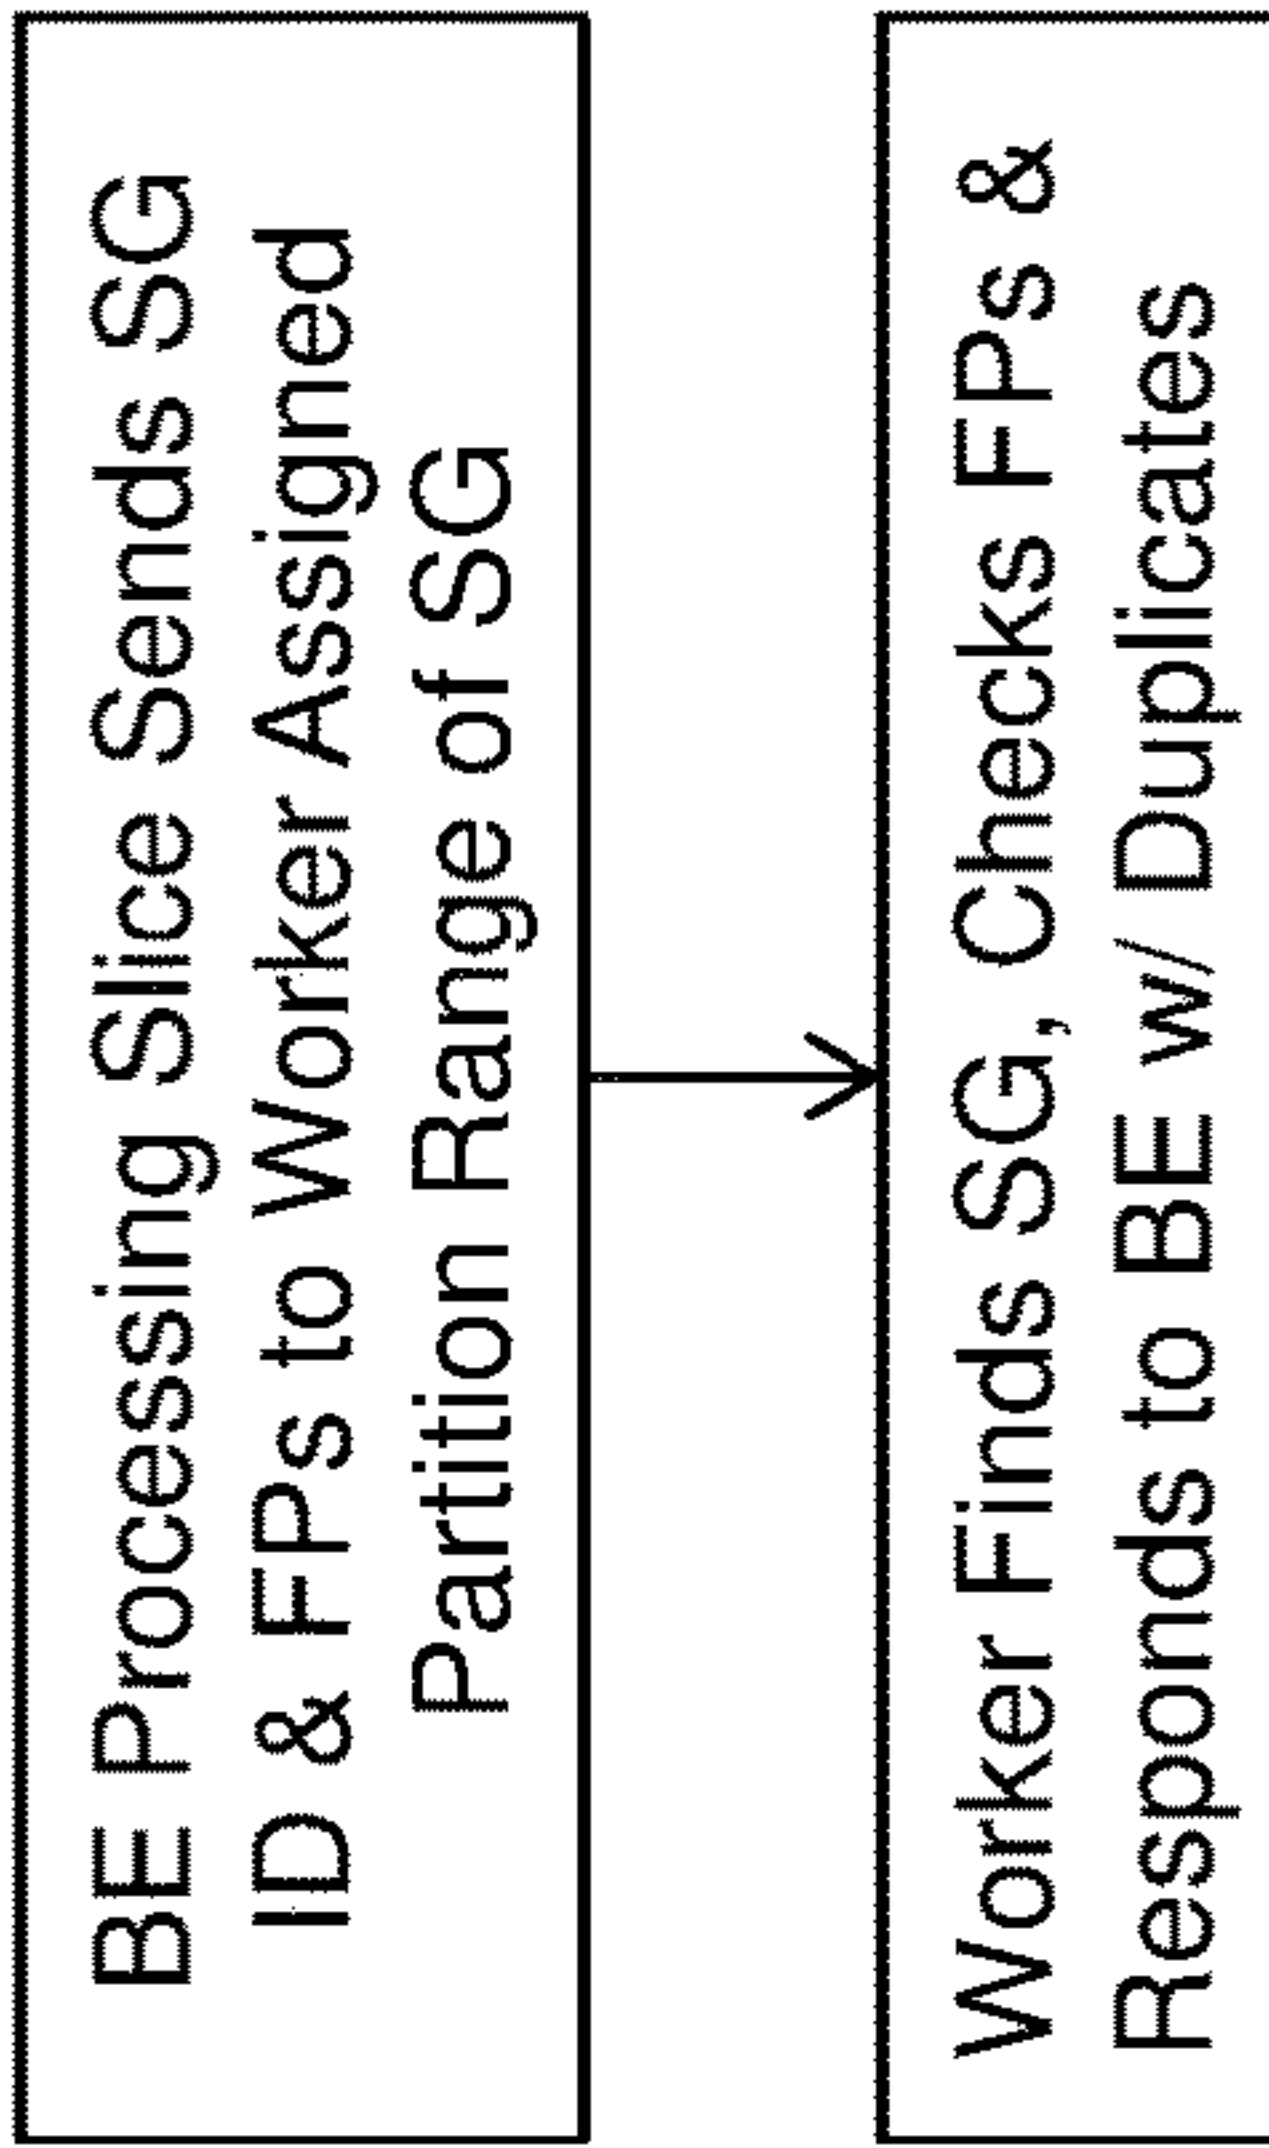 BE Processing Slice Sends SG
ID & FPs to Worker Assigned
Partition Range of SG
Worker Finds SG, Checks FPs &
Responds to BE w/ Duplicates